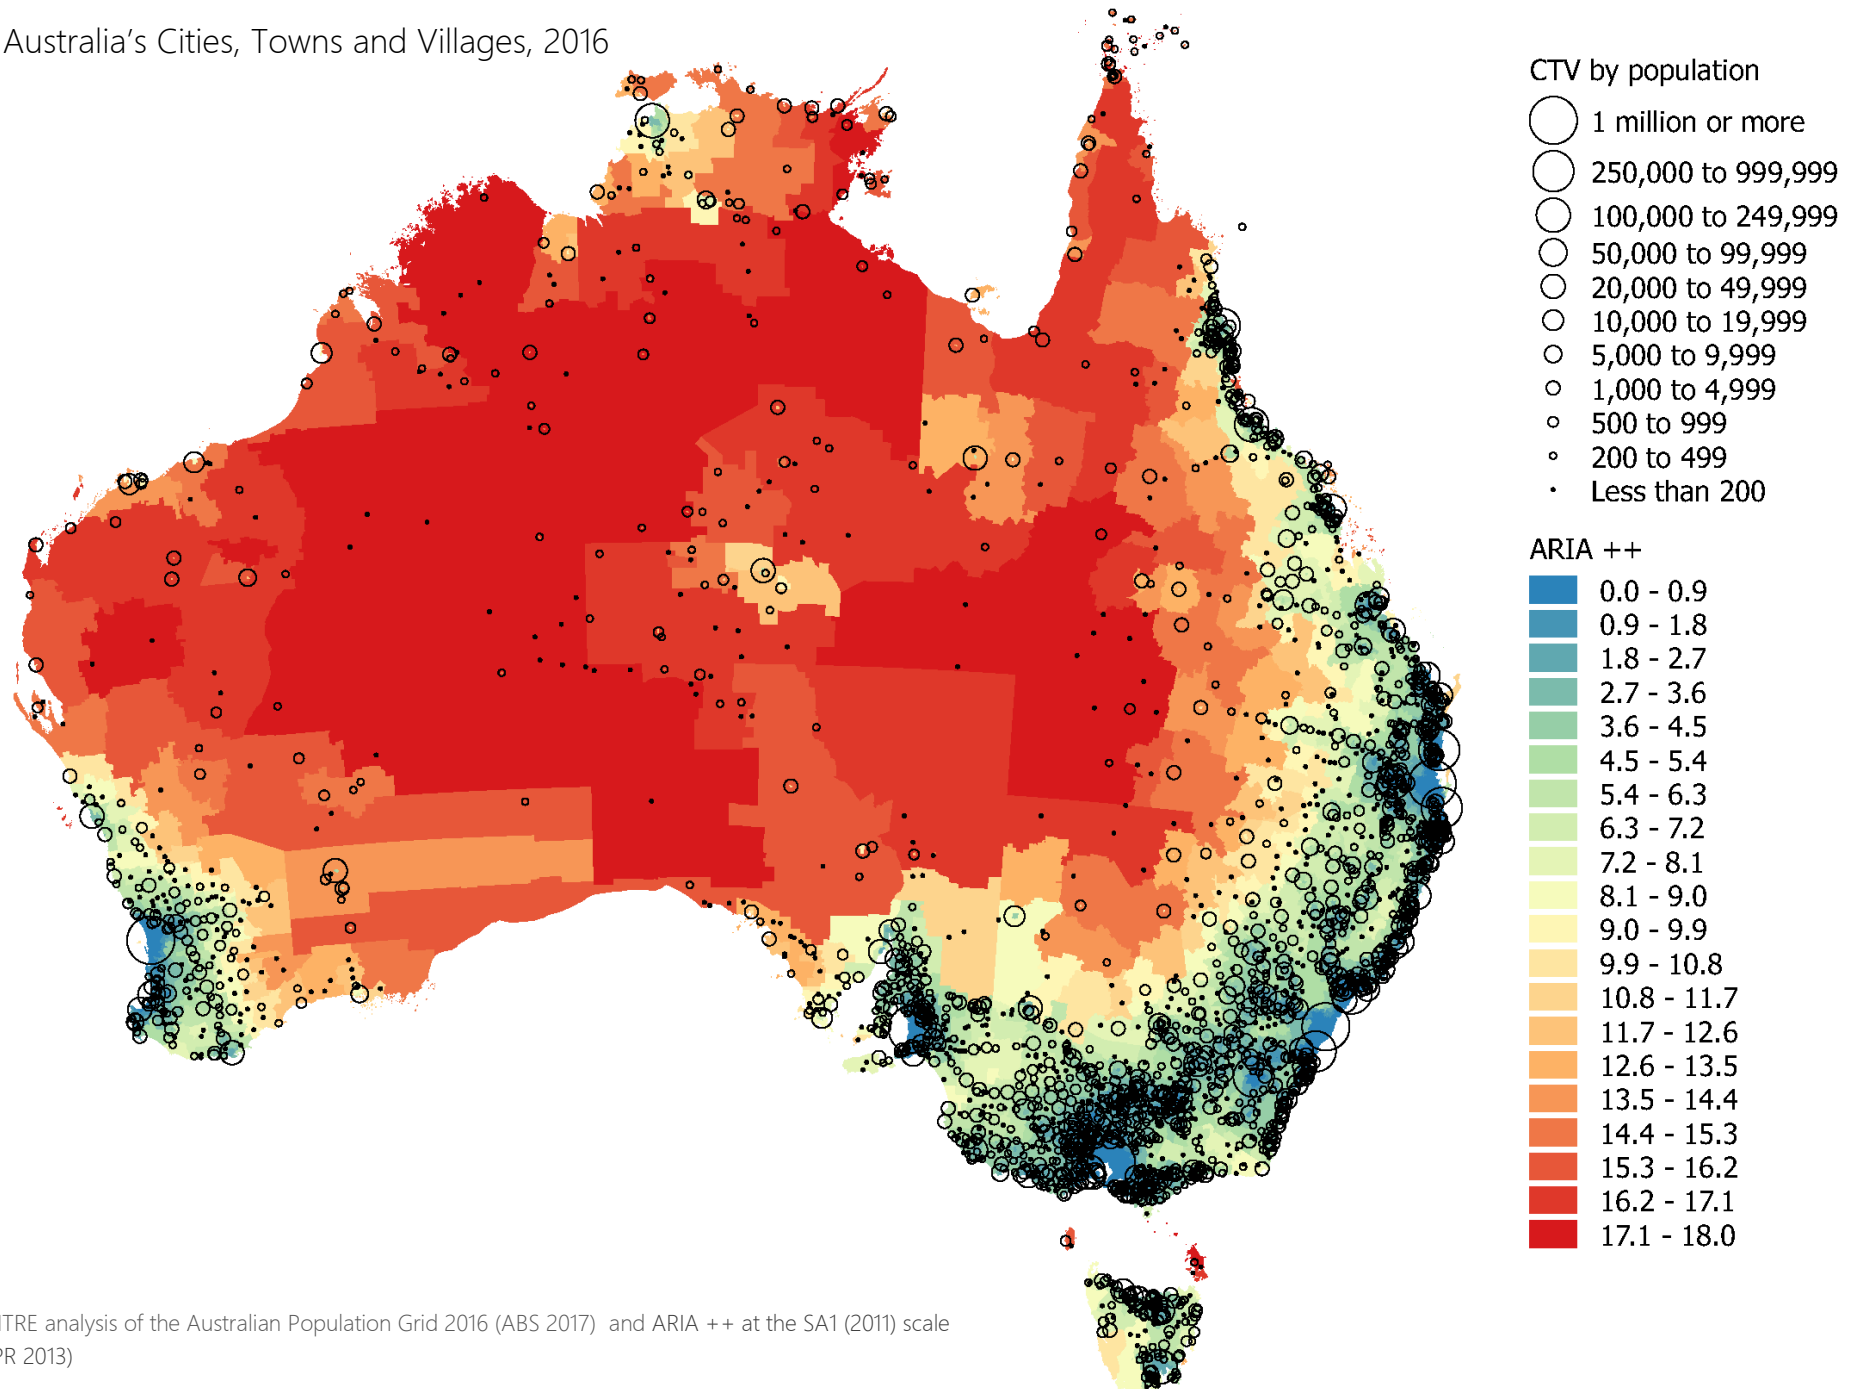 Australia's Cities, Towns and Villages, 2016
CTV by population
1 million or more
250,000 to 999,999
100,000 to 249,999
50,000 to 99,999
20,000 to 49,999
10,000 to 19,999
5,000 to 9,999
1,000 to 4,999
500 to 999
200 to 499
Less than 200
ARIA ++
0.0 - 0.9
0.9 - 1.8
1.8 - 2.7
2.7 - 3.6
3.6 - 4.5
4.5 - 5.4
5.4 - 6.3
6.3 - 7.2
7.2 - 8.1
8.1 - 9.0
9.0 - 9.9
9.9 - 10.8
10.8 - 11.7
11.7 - 12.6
12.6 - 13.5
13.5 - 14.4
14.4 - 15.3
15.3 - 16.2
16.2 - 17.1
17.1 - 18.0
ITRE analysis of the Australian Population Grid 2016 (ABS 2017) and ARIA ++ at the SA1 (2011) scale
PR 2013)